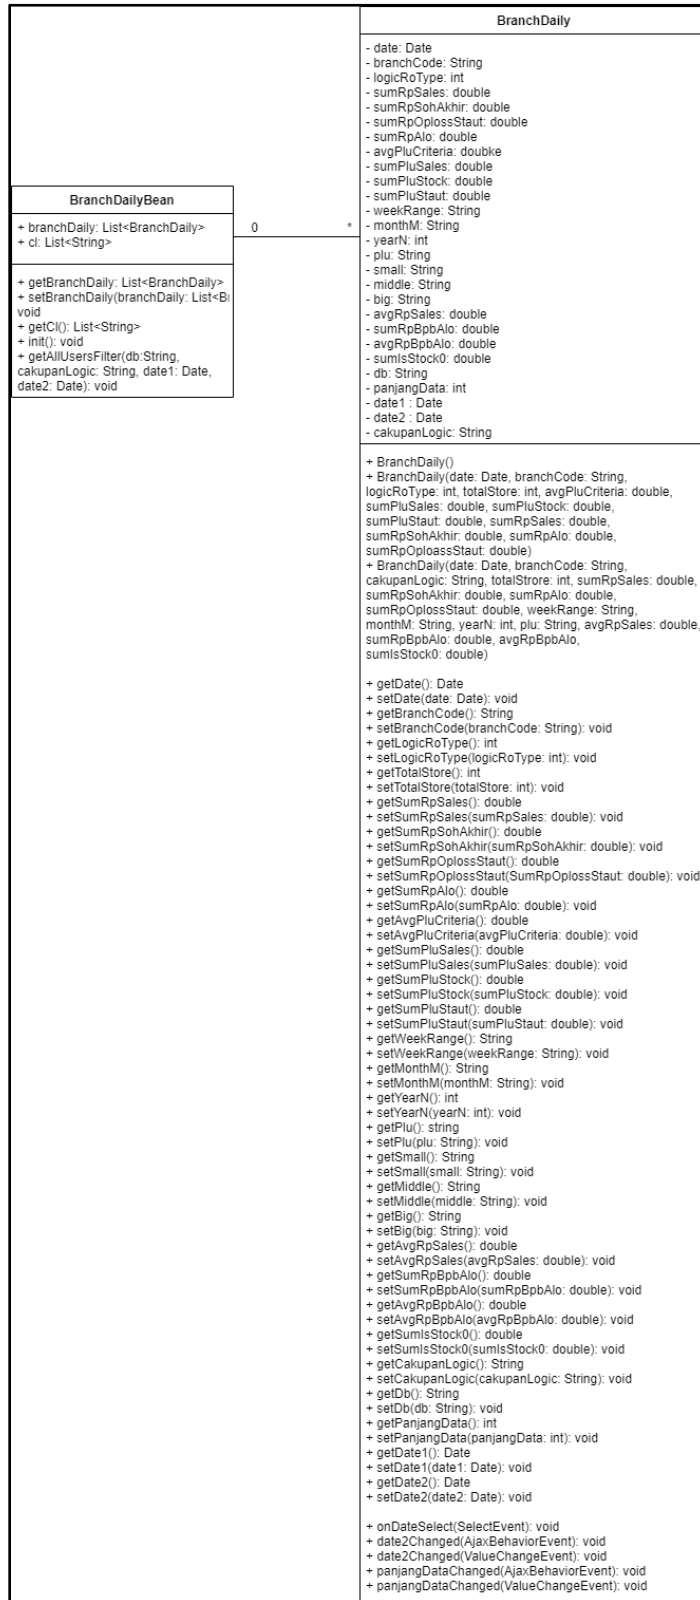 BranchDaily
- date: Date
- branchCode: String
- logicRoType: int
- sumRpSales: double
- sumRpSohAkhir: double
- sumRpOplossStaut: double
- sumRpAlo: double
- avgPluCriteria: doubke
- sumPluSales: double
- sumPluStock: double
- sumPluStaut: double
- weekRange: String
- monthM: String
- yearN: int
- plu: String
- small: String
- middle: String
- big: String
- avgRpSales: double
- sumRpBpbAlo: double
- avgRpBpbAlo: double
- sumIsStock0: double
- db: String
- panjangData: int
- date1 : Date
- date2 : Date
- cakupanLogic: String
BranchDailyBean
+ branchDaily: List<BranchDaily>
+ cl: List<String>
0
*
+ getBranchDaily: List<BranchDaily>
+ setBranchDaily(branchDaily: List<B
void
+ getCl(): List<String>
+ init(): void
+ getAllUsersFilter(db:String,
cakupanLogic: String, date1: Date,
date2: Date): void
+ BranchDaily()
+ BranchDaily(date: Date, branchCode: String,
logicRoType: int, totalStore: int, avgPluCriteria: double,
sumPluSales: double, sumPluStock: double,
sumPluStaut: double, sumRpSales: double,
sumRpSohAkhir: double, sumRpAlo: double,
sumRpOploassStaut: double)
+ BranchDaily(date: Date, branchCode: String,
cakupanLogic: String, totalStrore: int, sumRpSales: double,
sumRpSohAkhir: double, sumRpAlo: double,
sumRpOplossStaut: double, weekRange: String,
monthM: String, yearN: int, plu: String, avgRpSales: double,
sumRpBpbAlo: double, avgRpBpbAlo,
sumIsStock0: double)
+ getDate(): Date
+ setDate(date: Date): void
+ getBranchCode(): String
+ setBranchCode(branchCode: String): void
+ getLogicRoType(): int
+ setLogicRoType(logicRoType: int): void
+ getTotalStore(): int
+ setTotalStore(totalStore: int): void
+ getSumRpSales(): double
+ setSumRpSales(sumRpSales: double): void
+ getSumRpSohAkhir(): double
+ setSumRpSohAkhir(sumRpSohAkhir: double): void
+ getSumRpOplossStaut(): double
+ setSumRpOplossStaut(SumRpOplossStaut: double): void
+ getSumRpAlo(): double
+ setSumRpAlo(sumRpAlo: double): void
+ getAvgPluCriteria(): double
+ setAvgPluCriteria(avgPluCriteria: double): void
+ getSumPluSales(): double
+ setSumPluSales(sumPluSales: double): void
+ getSumPluStock(): double
+ setSumPluStock(sumPluStock: double): void
+ getSumPluStaut(): double
+ setSumPluStaut(sumPluStaut: double): void
+ getWeekRange(): String
+ setWeekRange(weekRange: String): void
+ getMonthM(): String
+ setMonthM(monthM: String): void
+ getYearN(): int
+ setYearN(yearN: int): void
+ getPlu(): string
+ setPlu(plu: String): void
+ getSmall(): String
+ setSmall(small: String): void
+ getMiddle(): String
+ setMiddle(middle: String): void
+ getBig(): String
+ setBig(big: String): void
+ getAvgRpSales(): double
+ setAvgRpSales(avgRpSales: double): void
+ getSumRpBpbAlo(): double
+ setSumRpBpbAlo(sumRpBpbAlo: double): void
+ getAvgRpBpbAlo(): double
+ setAvgRpBpbAlo(avgRpBpbAlo: double): void
+ getSumIsStock0(): double
+ setSumIsStock0(sumIsStock0: double): void
+ getCakupanLogic(): String
+ setCakupanLogic(cakupanLogic: String): void
+ getDb(): String
+ setDb(db: String): void
+ getPanjangData(): int
+ setPanjangData(panjangData: int): void
+ getDate1(): Date
+ setDate1(date1: Date): void
+ getDate2(): Date
+ setDate2(date2: Date): void
+ onDateSelect(SelectEvent): void
+ date2Changed(AjaxBehaviorEvent): void
+ date2Changed(ValueChangeEvent): void
+ panjangDataChanged(AjaxBehaviorEvent): void
+ panjangDataChanged(ValueChangeEvent): void